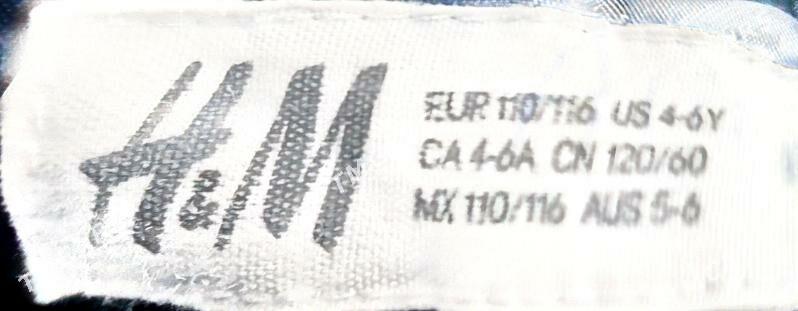 H&M
EUR 110/116 US 4-6Y
CA 4-6A CN 120/60
MX 110/116 AUS 5-6